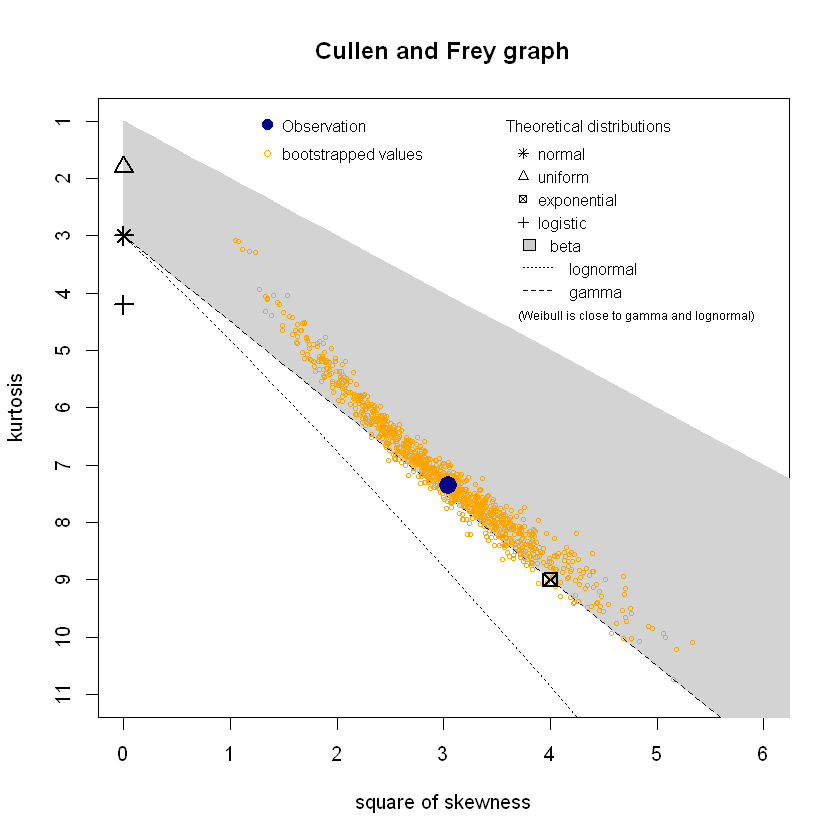 Cullen and Frey graph
Observation
bootstrapped values
Theoretical distributions
normal
uniform
exponential
logistic
beta
lognormal
gamma
(Weibull is close to gamma and lognormal)
kurtosis
1
2
3
4
5
6
7
8
9
10
11
0 1 2 3 4 5 6
square of skewness